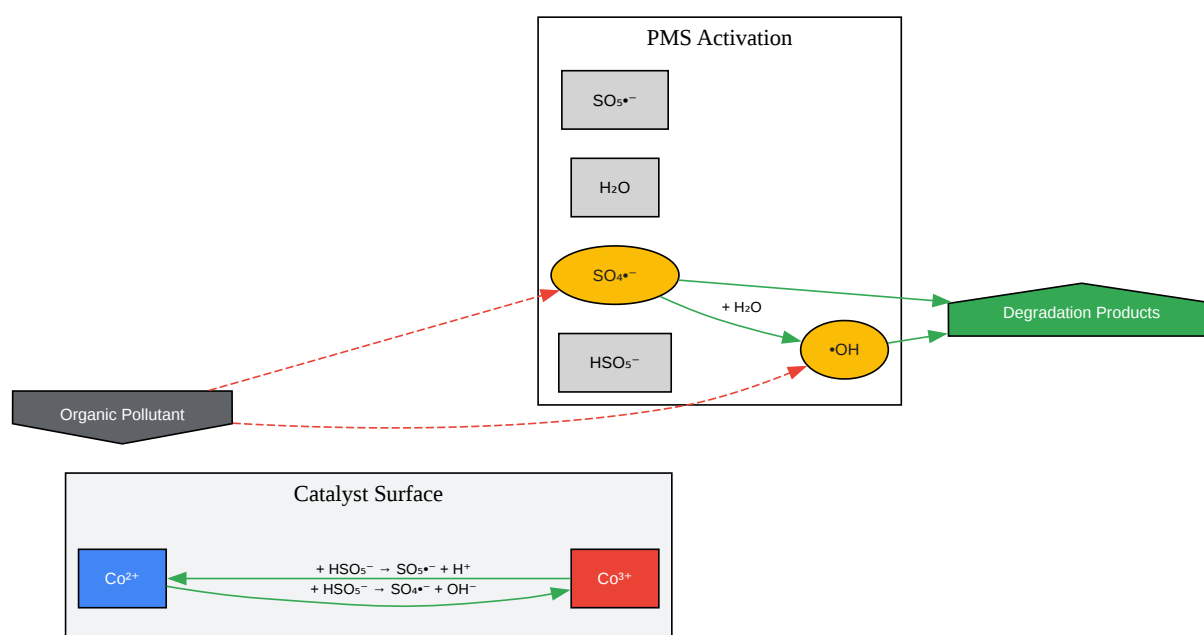 PMS Activation
SO₅•⁻
H₂O
SO₄•⁻
+ H₂O
Degradation Products
•OH
HSO₅⁻
Organic Pollutant
Catalyst Surface
Co²⁺
+ HSO₅⁻ → SO₅•⁻ + H⁺
+ HSO₅⁻ → SO₄•⁻ + OH⁻
Co³⁺